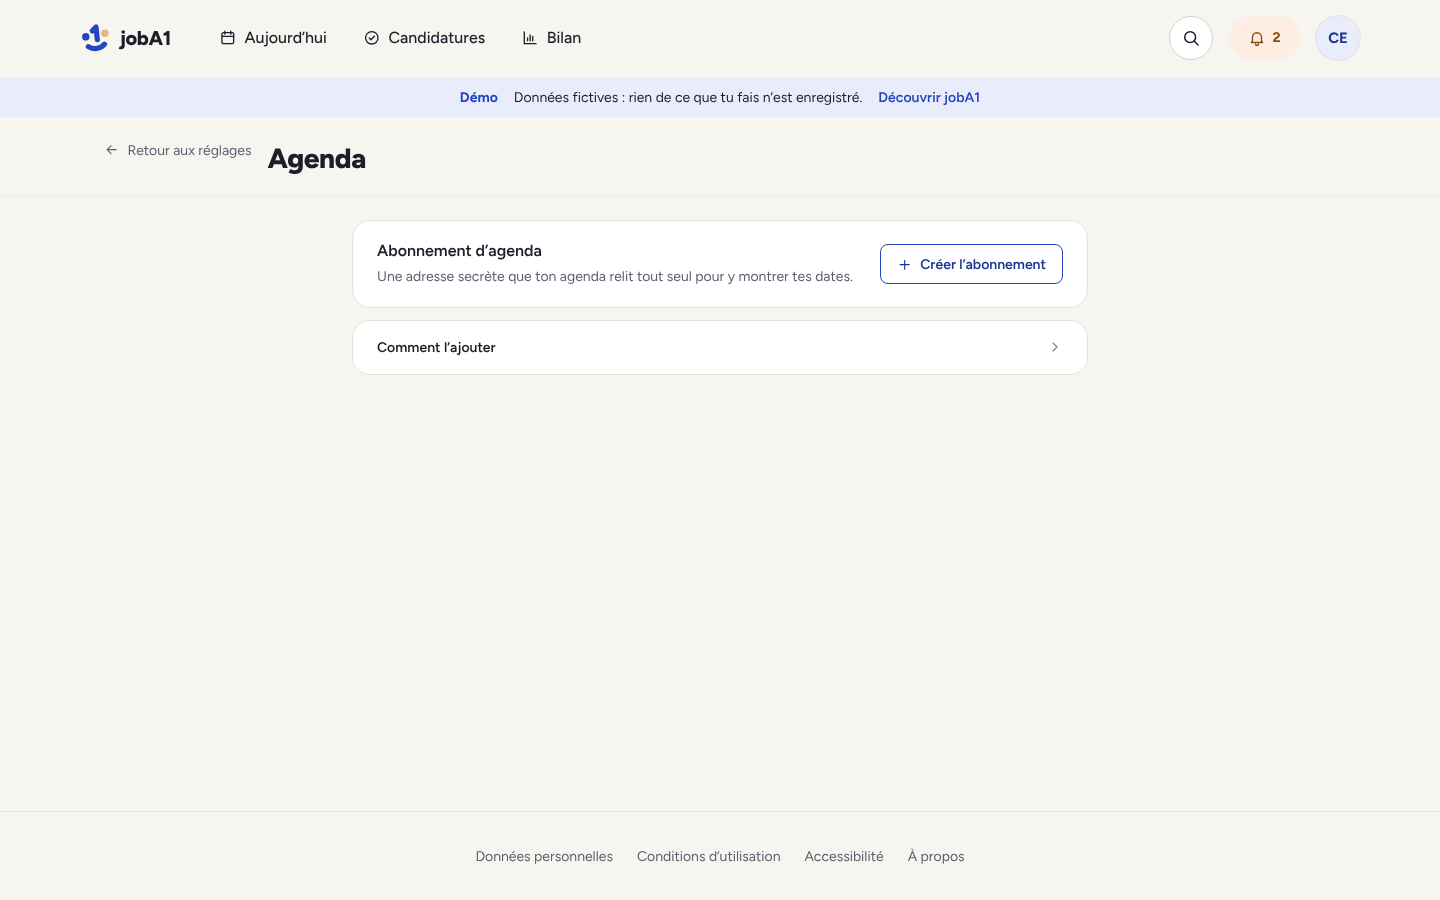 jobA1
Aujourd’hui
Candidatures
Bilan
2
CE
Démo Données fictives : rien de ce que tu fais n’est enregistré. Découvrir jobA1
Retour aux réglages
Agenda
Abonnement d’agenda
Une adresse secrète que ton agenda relit tout seul pour y montrer tes dates.
Créer l’abonnement
Comment l’ajouter
Données personnelles
Conditions d’utilisation
Accessibilité
À propos